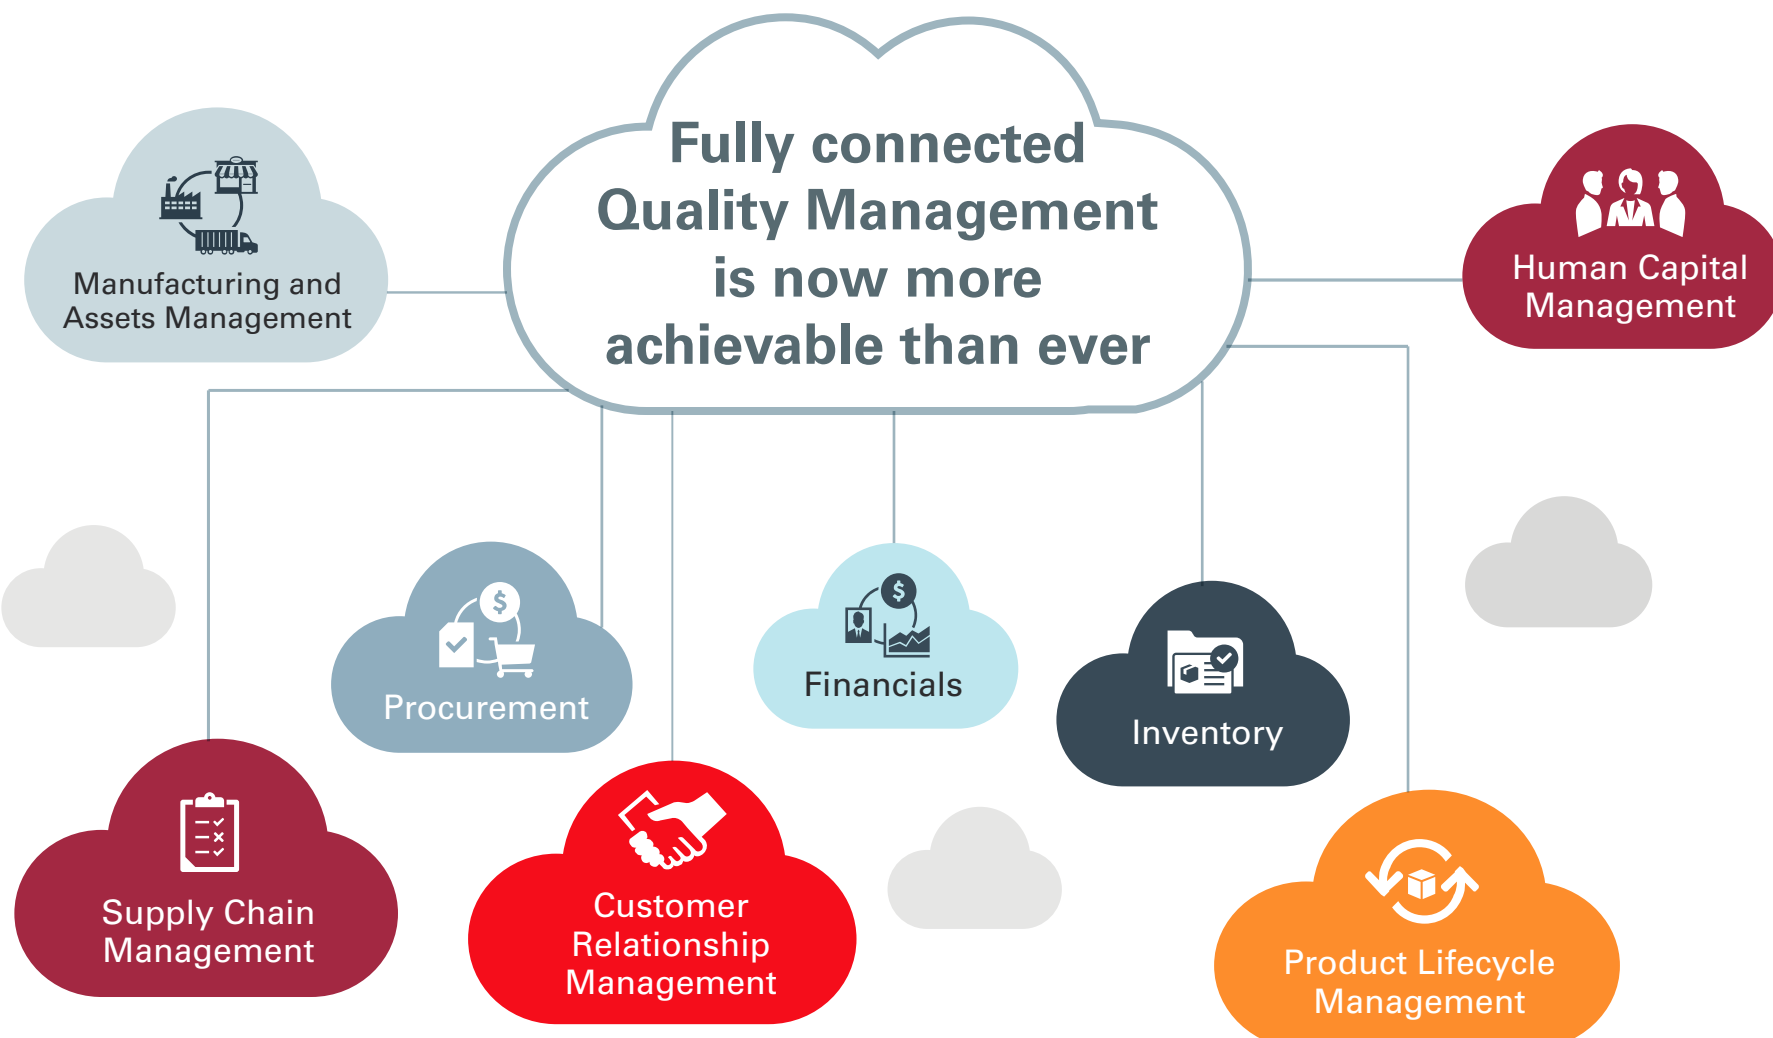 Fully connected
Quality Management
is now more
achievable than ever
Manufacturing and
Assets Management
Human Capital
Management
Procurement
Financials
Inventory
Supply Chain
Management
Customer
Relationship
Management
Product Lifecycle
Management
$
$